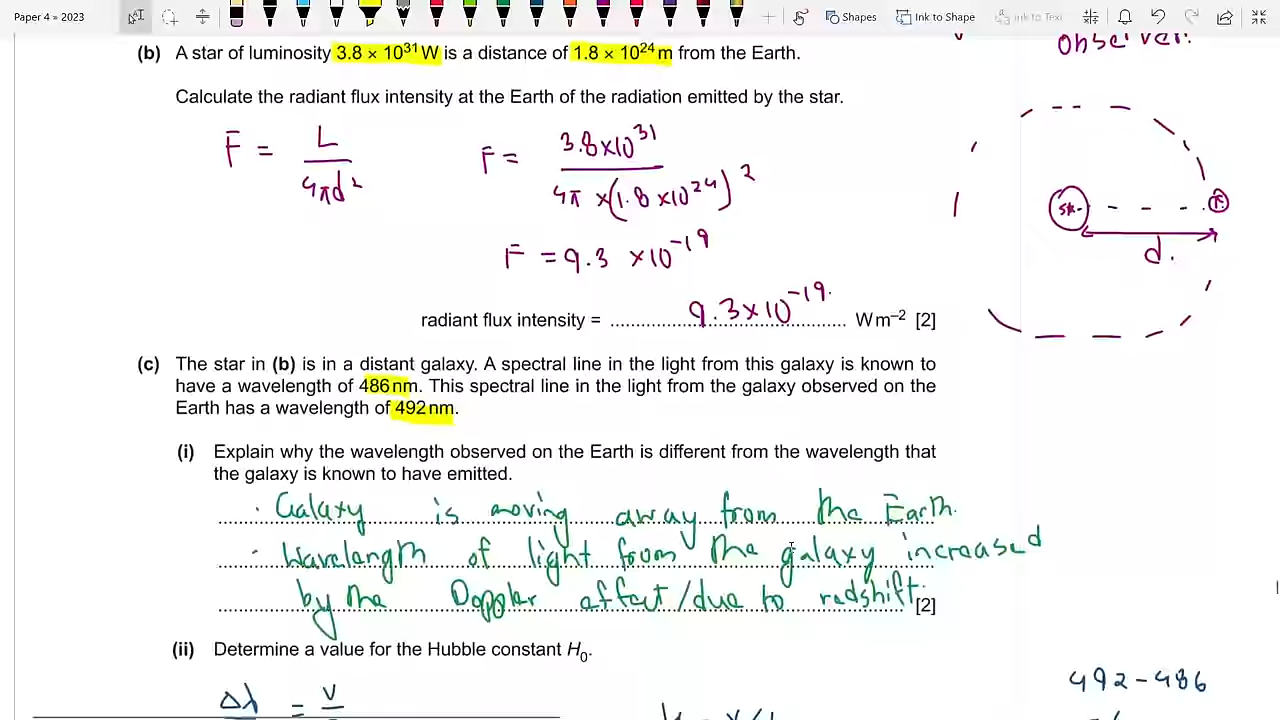 Paper 4 » 2023
Shapes
Ink to Shape
Ink to Text
observer.
(b) A star of luminosity 3.8 × 10³¹ W is a distance of 1.8 × 10²⁴ m from the Earth.
Calculate the radiant flux intensity at the Earth of the radiation emitted by the star.
F = L / 4πd²
F = 3.8×10³¹ / 4π ×(1.8 ×10²⁴)²
F = 9.3 ×10⁻¹⁹
d.
radiant flux intensity = 9.3×10⁻¹⁹ W m⁻² [2]
(c) The star in (b) is in a distant galaxy. A spectral line in the light from this galaxy is known to
have a wavelength of 486 nm. This spectral line in the light from the galaxy observed on the
Earth has a wavelength of 492 nm.
(i) Explain why the wavelength observed on the Earth is different from the wavelength that
the galaxy is known to have emitted.
· Galaxy is moving away from the Earth.
· Wavelength of light from the galaxy increased
by the Doppler effect/due to redshift. [2]
(ii) Determine a value for the Hubble constant H₀.
492 - 486
Δλ = v